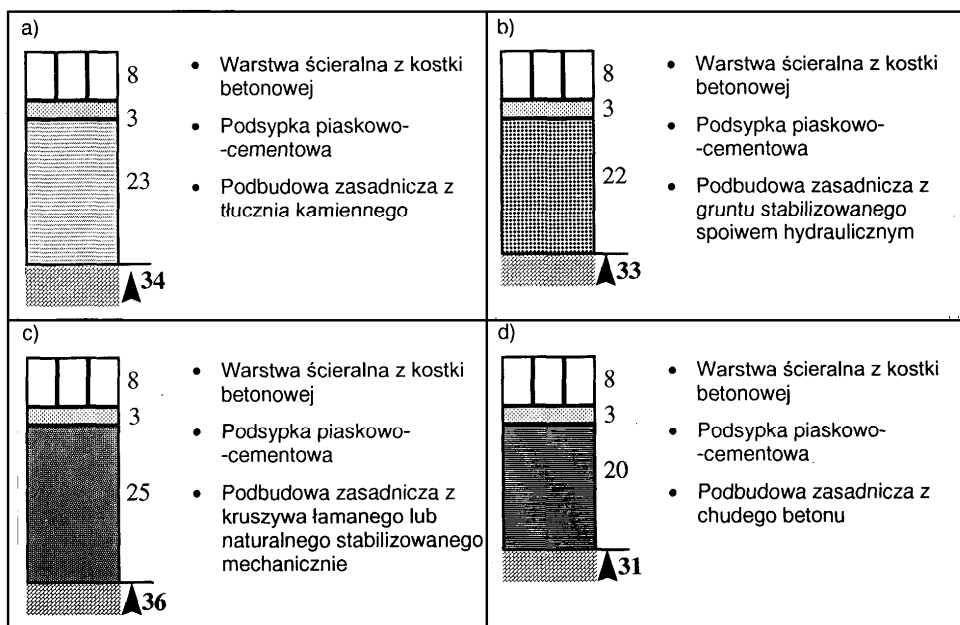 a)
8
3
23
34
• Warstwa ścieralna z kostki
betonowej
• Podsypka piaskowo-
-cementowa
• Podbudowa zasadnicza z
tłucznia kamiennego
b)
8
3
22
33
• Warstwa ścieralna z kostki
betonowej
• Podsypka piaskowo-
-cementowa
• Podbudowa zasadnicza z
gruntu stabilizowanego
spoiwem hydraulicznym
c)
8
3
25
36
• Warstwa ścieralna z kostki
betonowej
• Podsypka piaskowo-
-cementowa
• Podbudowa zasadnicza z
kruszywa łamanego lub
naturalnego stabilizowanego
mechanicznie
d)
8
3
20
31
• Warstwa ścieralna z kostki
betonowej
• Podsypka piaskowo-
-cementowa
• Podbudowa zasadnicza z
chudego betonu